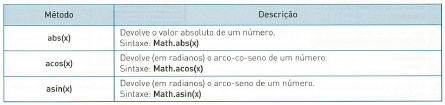 Método Descrição
abs(x) Devolve o valor absoluto de um número.
Sintaxe: Math.abs(x)
acos(x) Devolve (em radianos) o arco-co-seno de um número.
Sintaxe: Math.acos(x)
asin(x) Devolve (em radianos) o arco-seno de um número.
Sintaxe: Math.asin(x)